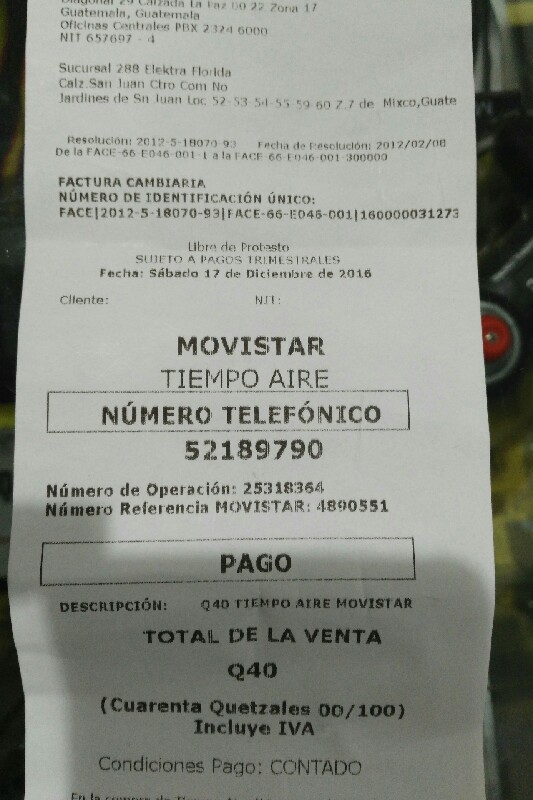 Diagonal 29 Calzada La Paz 00 22 Zona 17
Guatemala, Guatemala
Oficinas Centrales PBX 2324 6000
NIT 657697 - 4
Sucursal 288 Elektra Florida
Calz.San Juan Ctro Com No
Jardines de Sn Juan Loc 52-53-54-55-59-60 Z.7 de Mixco,Guate
Resolución: 2012-5-18070-93 Fecha de Resolución: 2012/02/08
De la FACE-66-E046-001-1 a la FACE-66-E046-001-300000
FACTURA CAMBIARIA
NÚMERO DE IDENTIFICACIÓN ÚNICO:
FACE|2012-5-18070-93|FACE-66-E046-001|160000031273
Libre de Protesto
SUJETO A PAGOS TRIMESTRALES
Fecha: Sábado 17 de Diciembre de 2016
Cliente: NIT:
MOVISTAR
TIEMPO AIRE
NÚMERO TELEFÓNICO
52189790
Número de Operación: 25318364
Número Referencia MOVISTAR: 4890551
PAGO
DESCRIPCIÓN: Q40 TIEMPO AIRE MOVISTAR
TOTAL DE LA VENTA
Q40
(Cuarenta Quetzales 00/100)
Incluye IVA
Condiciones Pago: CONTADO
En la compra de